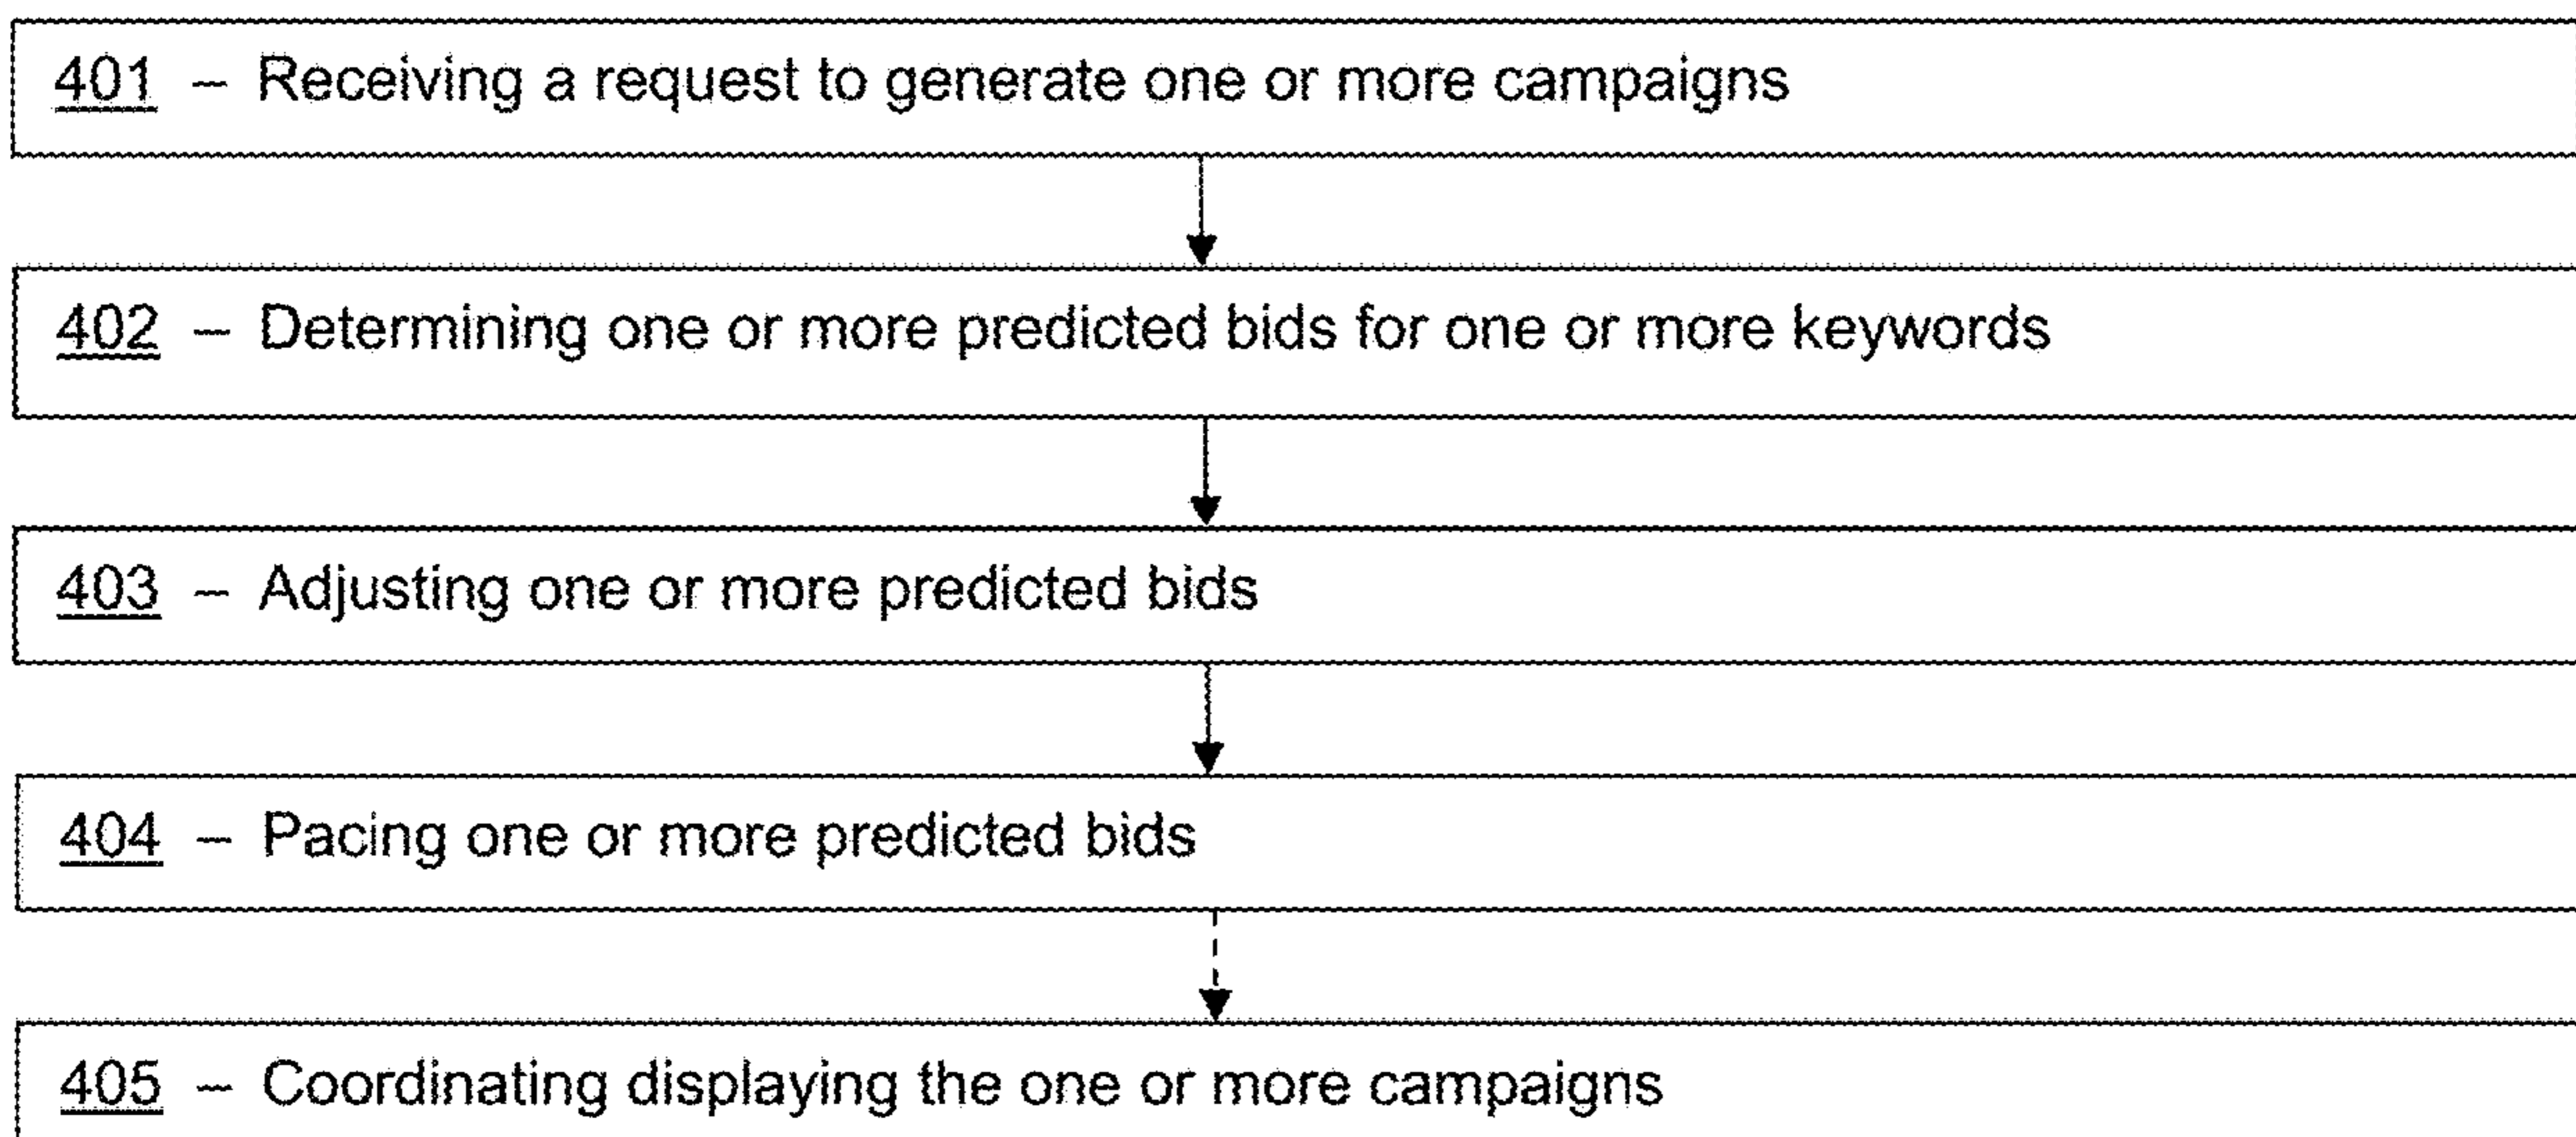 401 – Receiving a request to generate one or more campaigns
402 – Determining one or more predicted bids for one or more keywords
403 – Adjusting one or more predicted bids
404 – Pacing one or more predicted bids
405 – Coordinating displaying the one or more campaigns